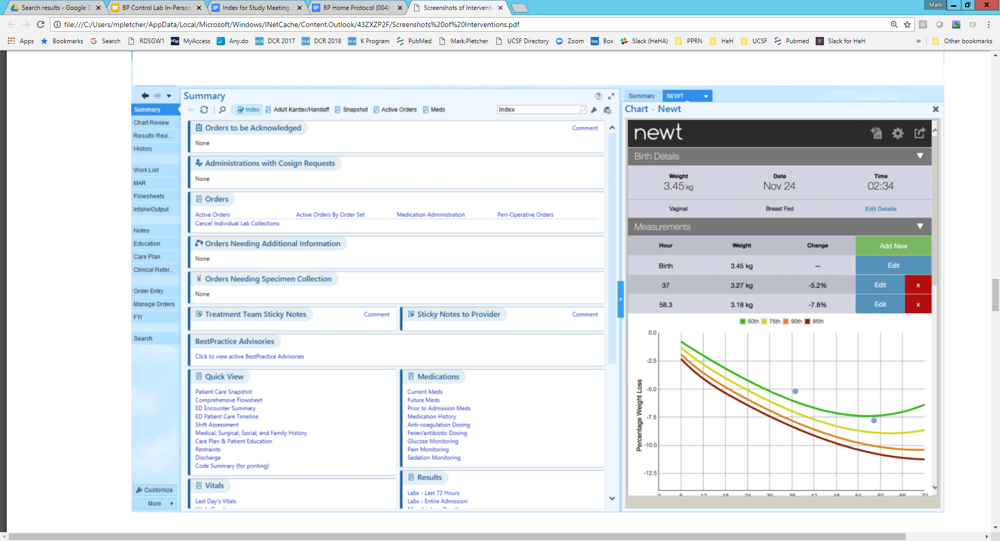 Search results - Google D
BP Control Lab In-Person
Index for Study Meeting
BP Home Protocol (004) -
Screenshots of Interventi
Mark
file:///C:/Users/mpletcher/AppData/Local/Microsoft/Windows/INetCache/Content.Outlook/43ZXZP2F/Screenshots%20of%20Interventions.pdf
Apps Bookmarks Search RDSGW1 MyAccess Any.do DCR 2017 DCR 2018 K Program PubMed Mark.Pletcher UCSF Directory Zoom Box Slack (HeHA) PPRN HeH UCSF Pubmed Slack for HeH » Other bookmarks
Summary
Chart Review
Results Revi...
History
Work List
MAR
Flowsheets
Intake/Output
Notes
Education
Care Plan
Clinical Refer...
Order Entry
Manage Orders
FYI
Search
Customize
More
Summary
Index Adult Kardex/Handoff Snapshot Active Orders Meds Index
Orders to be Acknowledged Comment
None
Administrations with Cosign Requests
None
Orders
Active Orders Active Orders By Order Set Medication Administration Peri-Operative Orders
Cancel Individual Lab Collections
Orders Needing Additional Information
None
Orders Needing Specimen Collection
None
Treatment Team Sticky Notes Comment
Sticky Notes to Provider Comment
BestPractice Advisories
Click to view active BestPractice Advisories
Quick View
Patient Care Snapshot
Comprehensive Flowsheet
ED Encounter Summary
ED Patient Care Timeline
Shift Assessment
Medical, Surgical, Social, and Family History
Care Plan & Patient Education
Restraints
Discharge
Code Summary (for printing)
Vitals
Last Day's Vitals
Medications
Current Meds
Future Meds
Prior to Admission Meds
Medication History
Anti-coagulation Dosing
Fever/antibiotic Dosing
Glucose Monitoring
Pain Monitoring
Sedation Monitoring
Results
Labs - Last 72 Hours
Labs - Entire Admission
Summary NEWT
Chart - Newt
newt
Birth Details
Weight Date Time
3.45 kg Nov 24 02:34
Vaginal Breast Fed Edit Details
Measurements
Hour Weight Change Add New
Birth 3.45 kg — Edit
37 3.27 kg -5.2% Edit x
58.3 3.18 kg -7.8% Edit x
50th 75th 90th 95th
Percentage Weight Loss
0.0
-2.5
-5.0
-7.5
-10.0
-12.5
0 6 12 18 24 30 36 42 48 54 60 66 72